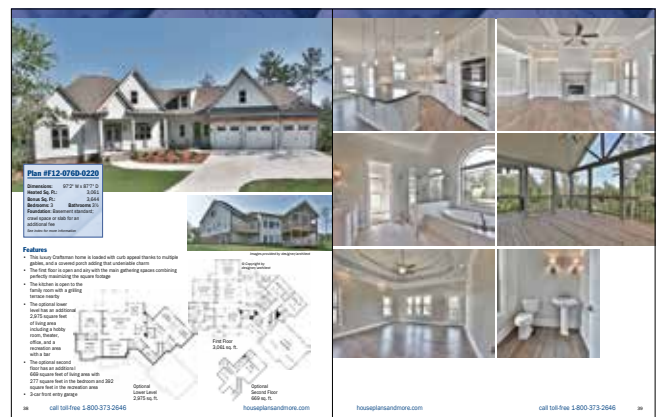 Plan #F12-076D-0220
Dimensions: 97'2" W x 87'7" D
Heated Sq. Ft.: 3,061
Bonus Sq. Ft.: 3,644
Bedrooms: 3 Bathrooms: 3½
Foundation: Basement standard;
crawl space or slab for an
additional fee
See index for more information
Images provided by designer/architect
Features
• This luxury Craftsman home is loaded with curb appeal thanks to multiple
gables, and a covered porch adding that undeniable charm
• The first floor is open and airy with the main gathering spaces combining
perfectly maximizing the square footage
• The kitchen is open to the
family room with a grilling
terrace nearby
• The optional lower
level has an additional
2,975 square feet
of living area
including a hobby
room, theater,
office, and a
recreation area
with a bar
• The optional second
floor has an additional
669 square feet of living area with
277 square feet in the bedroom and 392
square feet in the recreation area
• 3-car front entry garage
© Copyright by
designer/architect
First Floor
3,061 sq. ft.
Optional
Lower Level
2,975 sq. ft.
Optional
Second Floor
669 sq. ft.
38 call toll-free 1-800-373-2646 houseplansandmore.com
houseplansandmore.com call toll-free 1-800-373-2646 39